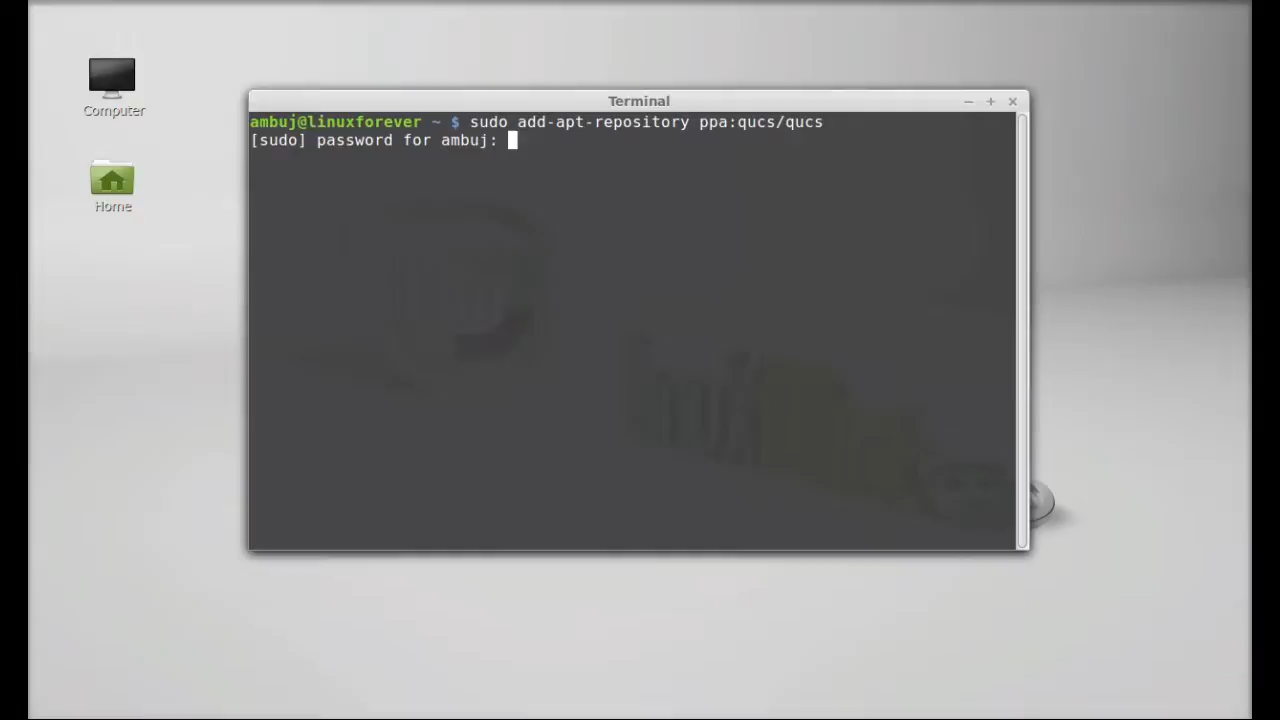 Computer
Home
Terminal
ambuj@linuxforever ~ $ sudo add-apt-repository ppa:qucs/qucs
[sudo] password for ambuj: